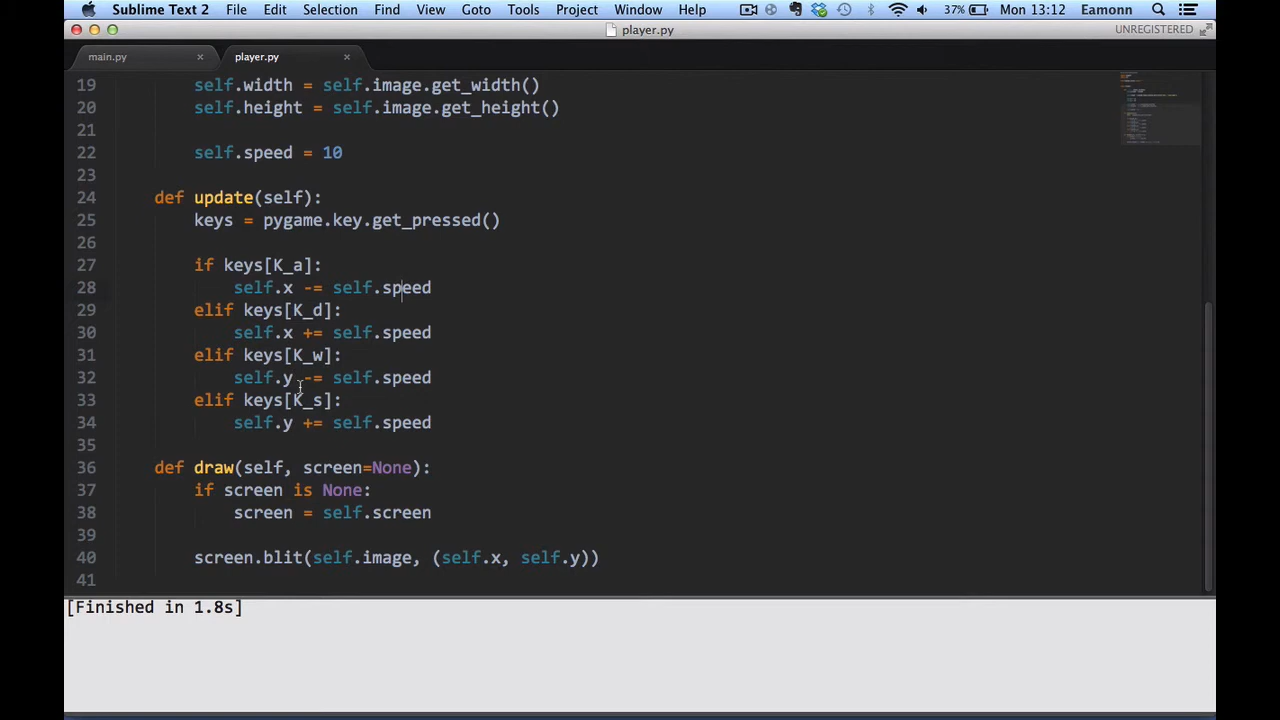 Sublime Text 2 File Edit Selection Find View Goto Tools Project Window Help 37% Mon 13:12 Eamonn
player.py UNREGISTERED
main.py × player.py ×
19 self.width = self.image.get_width()
20 self.height = self.image.get_height()
21
22 self.speed = 10
23
24 def update(self):
25 keys = pygame.key.get_pressed()
26
27 if keys[K_a]:
28 self.x -= self.speed
29 elif keys[K_d]:
30 self.x += self.speed
31 elif keys[K_w]:
32 self.y -= self.speed
33 elif keys[K_s]:
34 self.y += self.speed
35
36 def draw(self, screen=None):
37 if screen is None:
38 screen = self.screen
39
40 screen.blit(self.image, (self.x, self.y))
41
[Finished in 1.8s]